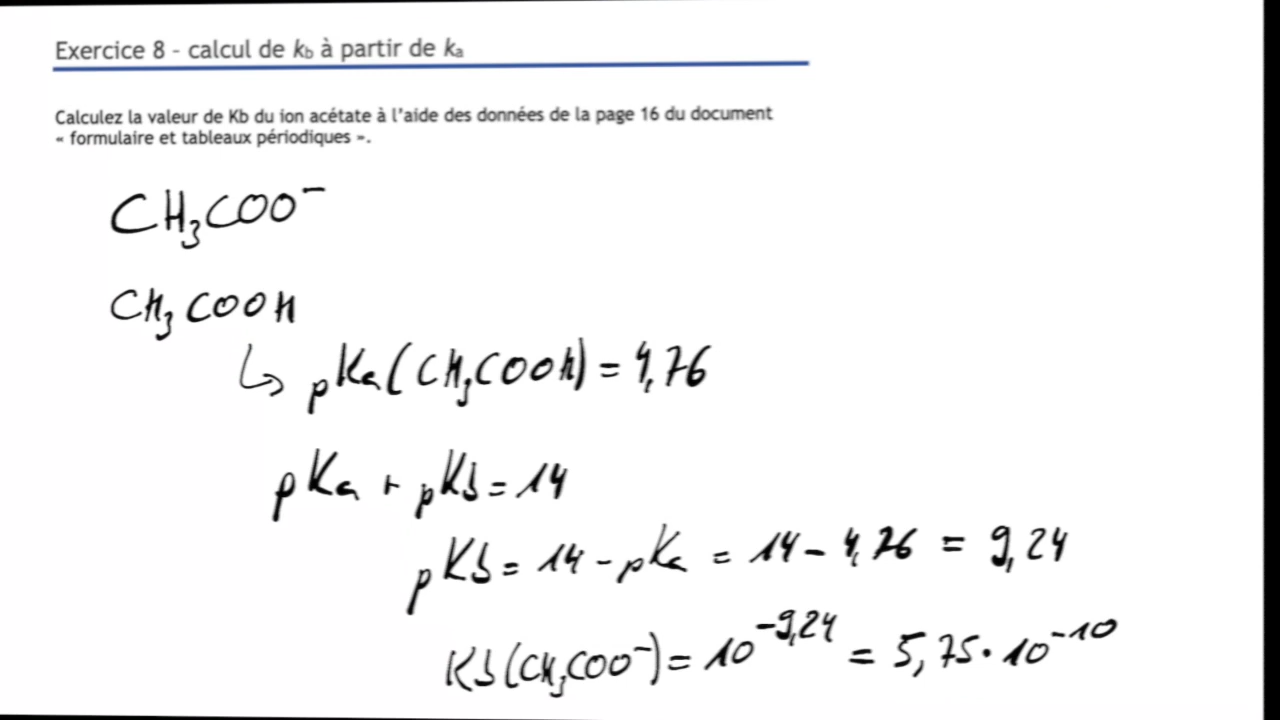 Exercice 8 - calcul de kb à partir de ka
Calculez la valeur de Kb du ion acétate à l'aide des données de la page 16 du document
« formulaire et tableaux périodiques ».
CH₃COO⁻
CH₃COOH
↳ pKa(CH₃COOH) = 4,76
pKa + pKb = 14
pKb = 14 - pKa = 14 - 4,76 = 9,24
Kb(CH₃COO⁻) = 10⁻⁹,²⁴ = 5,75 · 10⁻¹⁰